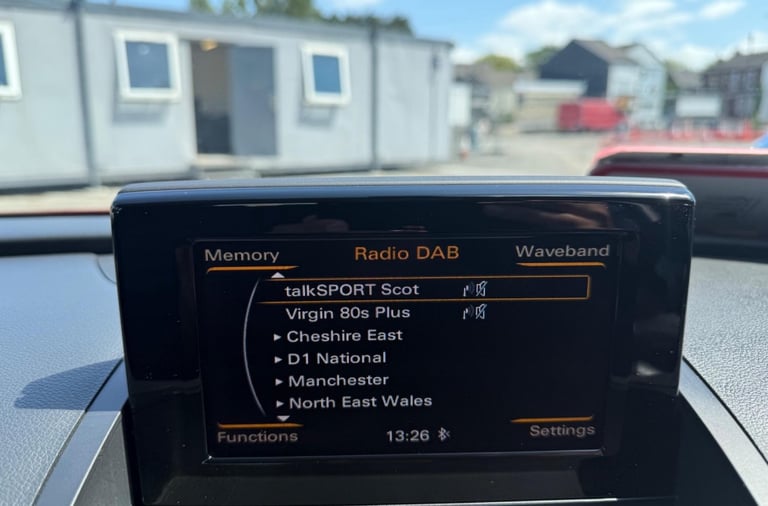 Memory Radio DAB Waveband
talkSPORT Scot
Virgin 80s Plus
Cheshire East
D1 National
Manchester
North East Wales
Functions 13:26 Settings